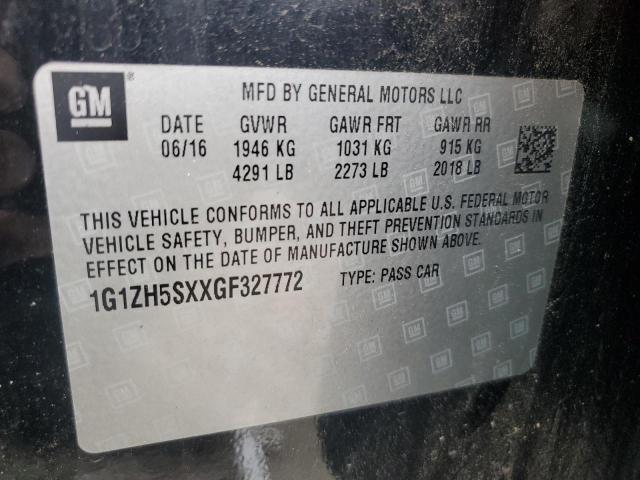 GM ®
MFD BY GENERAL MOTORS LLC
DATE GVWR GAWR FRT GAWR RR
06/16 1946 KG 1031 KG 915 KG
4291 LB 2273 LB 2018 LB
THIS VEHICLE CONFORMS TO ALL APPLICABLE U.S. FEDERAL MOTOR
VEHICLE SAFETY, BUMPER, AND THEFT PREVENTION STANDARDS IN
EFFECT ON THE DATE OF MANUFACTURE SHOWN ABOVE.
1G1ZH5SXXGF327772 TYPE: PASS CAR